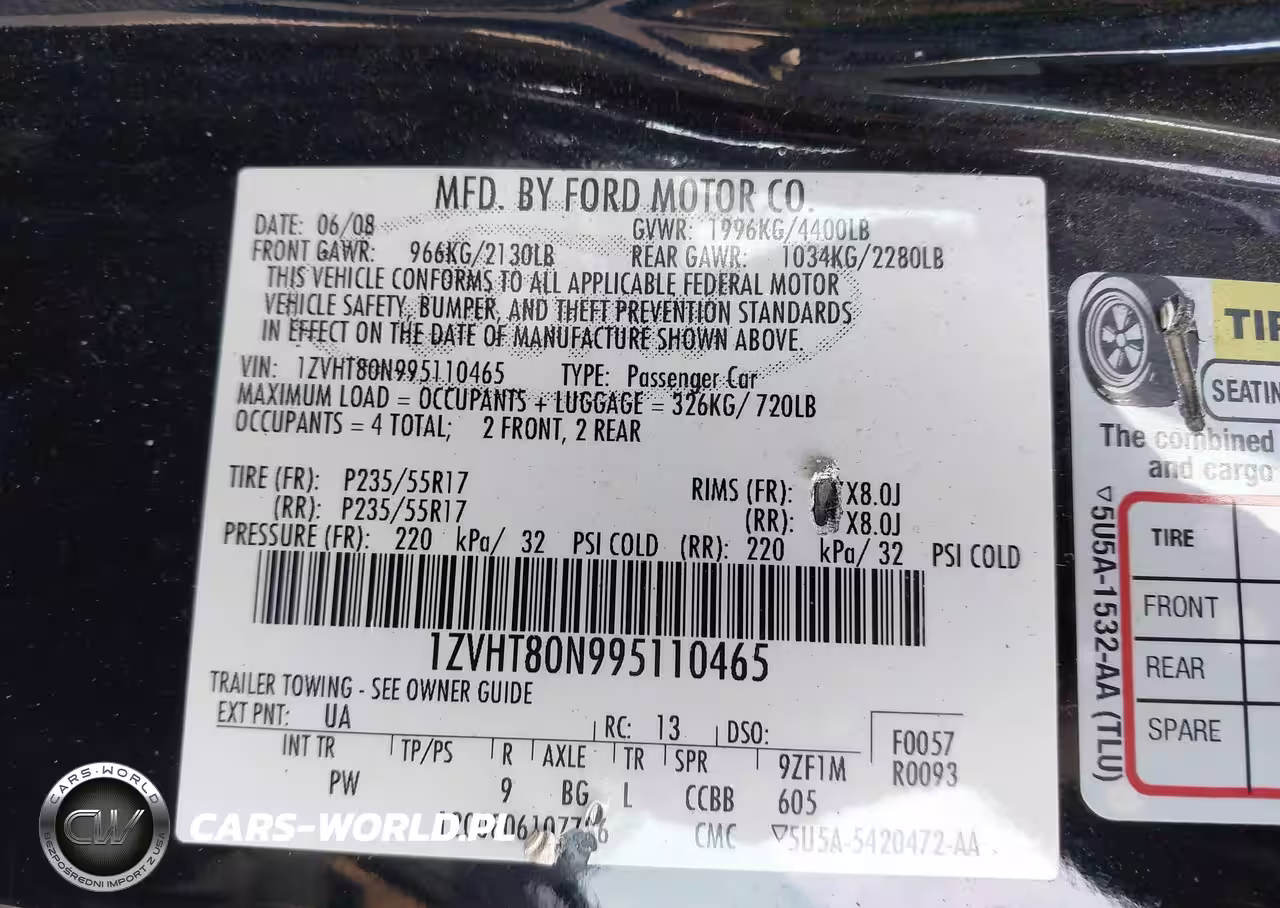 MFD. BY FORD MOTOR CO.
DATE: 06/08 GVWR: 1996KG/4400LB
FRONT GAWR: 966KG/2130LB REAR GAWR: 1034KG/2280LB
THIS VEHICLE CONFORMS TO ALL APPLICABLE FEDERAL MOTOR
VEHICLE SAFETY, BUMPER, AND THEFT PREVENTION STANDARDS
IN EFFECT ON THE DATE OF MANUFACTURE SHOWN ABOVE.
VIN: 1ZVHT80N995110465 TYPE: Passenger Car
MAXIMUM LOAD = OCCUPANTS + LUGGAGE = 326KG/ 720LB
OCCUPANTS = 4 TOTAL; 2 FRONT, 2 REAR
TIRE (FR): P235/55R17 RIMS (FR): X8.0J
(RR): P235/55R17 (RR): X8.0J
PRESSURE (FR): 220 kPa/ 32 PSI COLD (RR): 220 kPa/ 32 PSI COLD
1ZVHT80N995110465
TRAILER TOWING - SEE OWNER GUIDE
EXT PNT: UA RC: 13 DSO: F0057
INT TR TP/PS R AXLE TR SPR 9ZF1M R0093
PW 9 BG L CCBB 605
CMC ▽5U5A-5420472-AA
TIR
SEATIN
The combined
and cargo
▽5U5A-1532-AA (TLU)
TIRE
FRONT
REAR
SPARE
CARS-WORLD
CW
BEZPOŚREDNI IMPORT Z USA
CARS-WORLD.PL